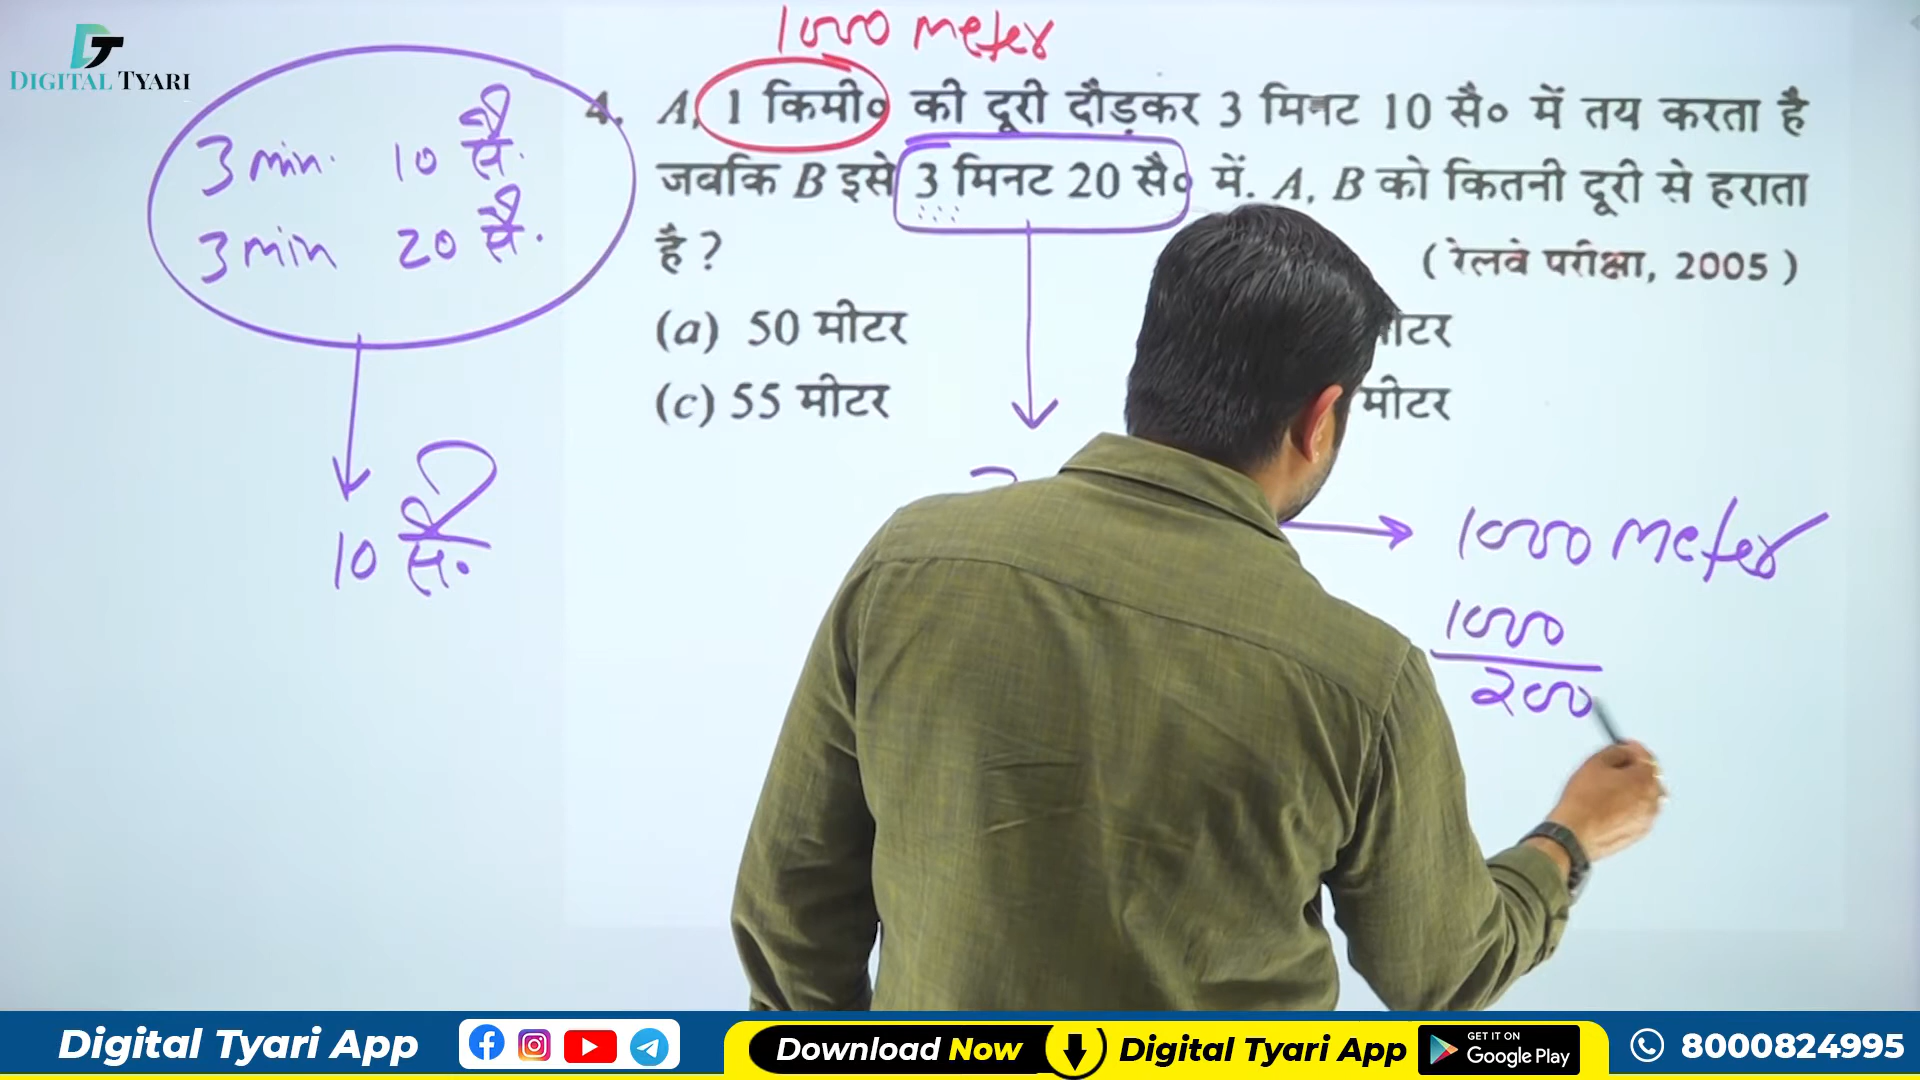 DT
DIGITAL TYARI
1000 meter
3 min. 10 सै.
3 min 20 सै.
4. A, 1 किमी० की दूरी दौड़कर 3 मिनट 10 सै० में तय करता है
जबकि B इसे 3 मिनट 20 सै० में. A, B को कितनी दूरी से हराता
है ?
( रेलवे परीक्षा, 2005 )
(a) 50 मीटर
(c) 55 मीटर
मीटर
10 सै.
1000 meter
1000
200
Digital Tyari App
Download Now
Digital Tyari App
GET IT ON
Google Play
8000824995